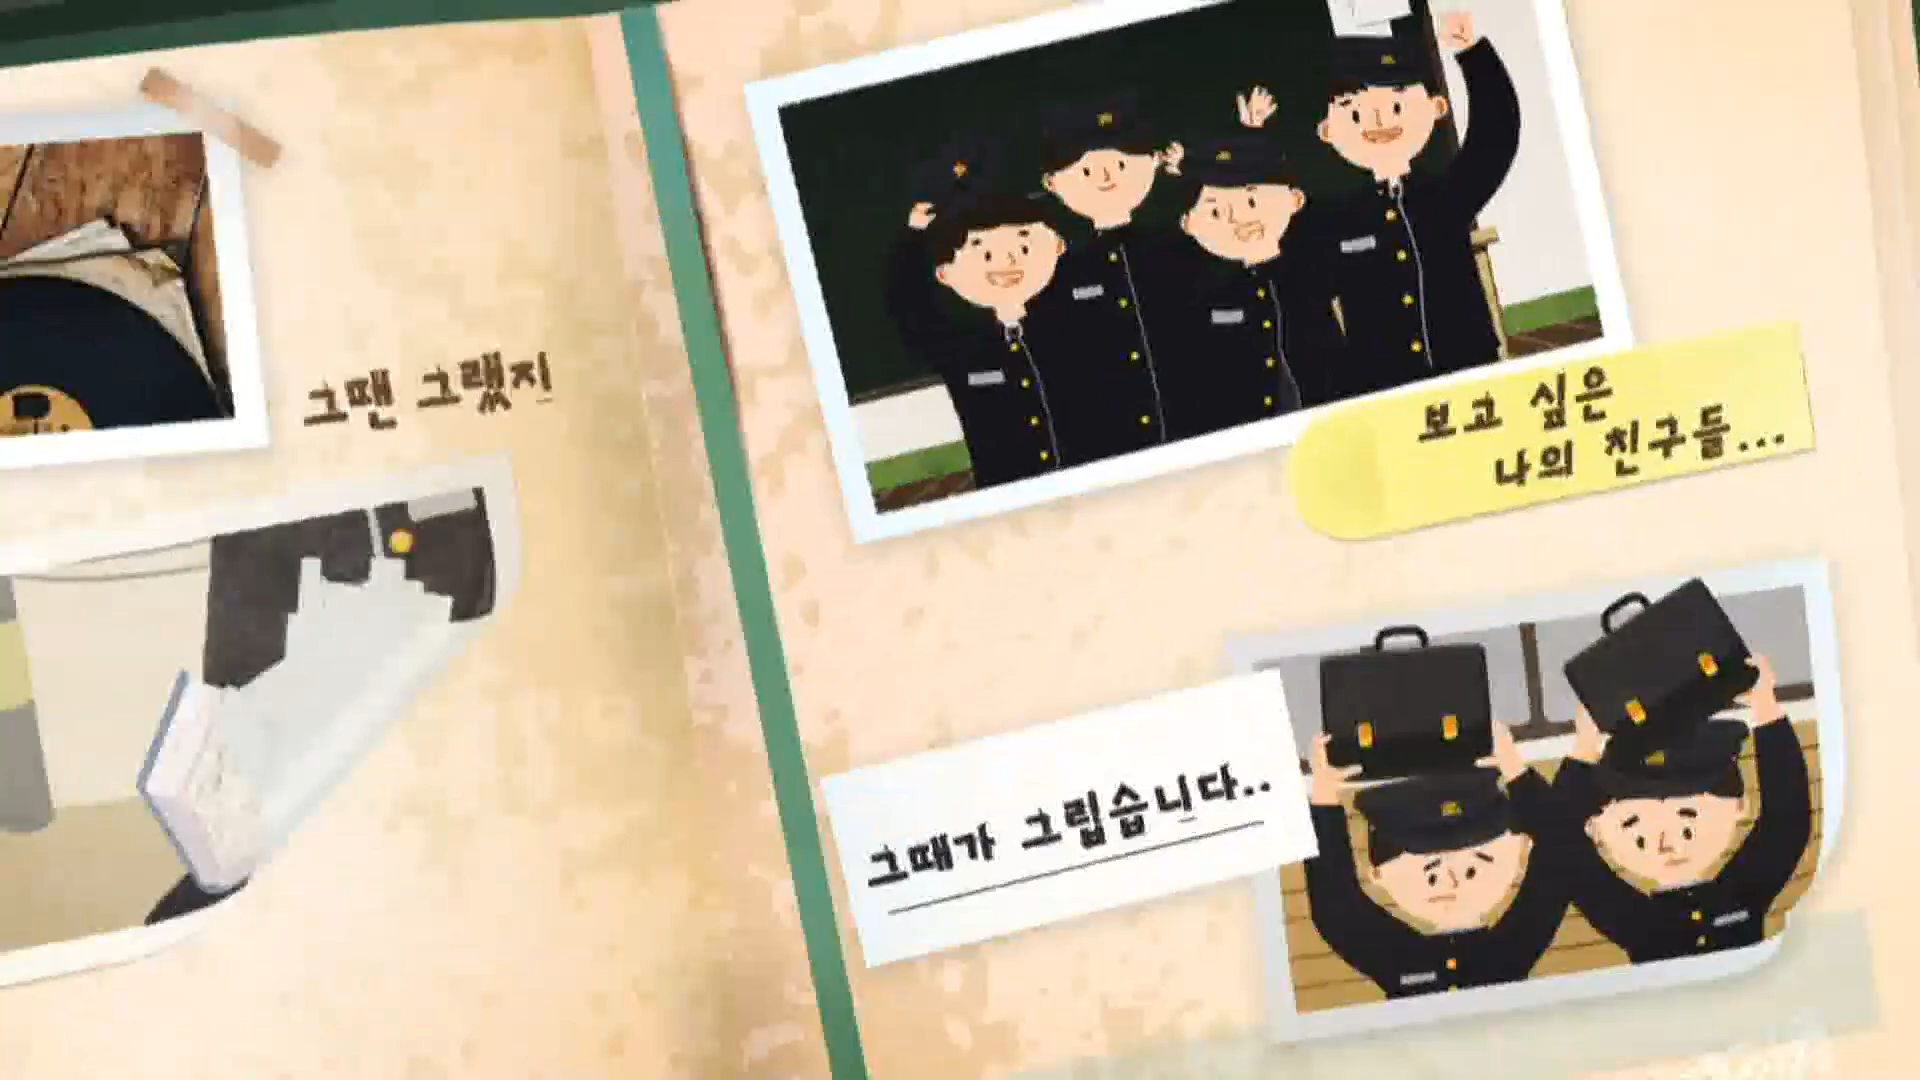 그땐 그랬지
보고 싶은
나의 친구들...
그때가 그립습니다..